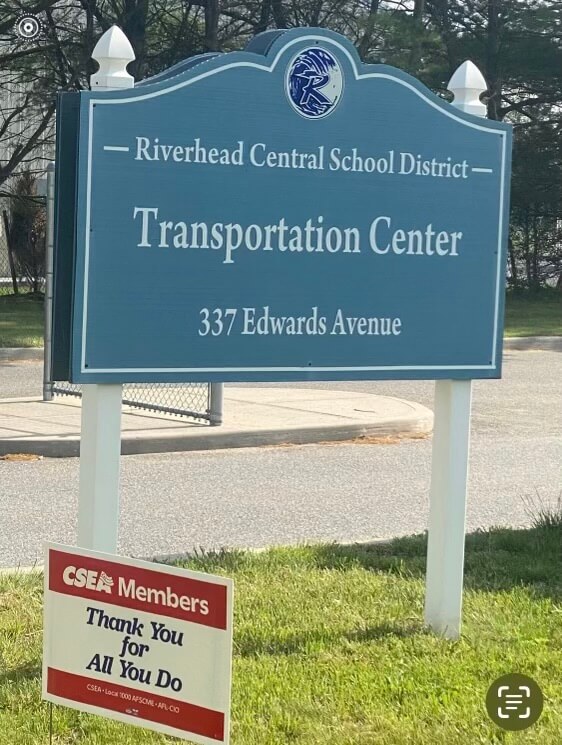 R
— Riverhead Central School District —
Transportation Center
337 Edwards Avenue
CSEA Members
Thank You
for
All You Do
CSEA • Local 1000 AFSCME • AFL-CIO